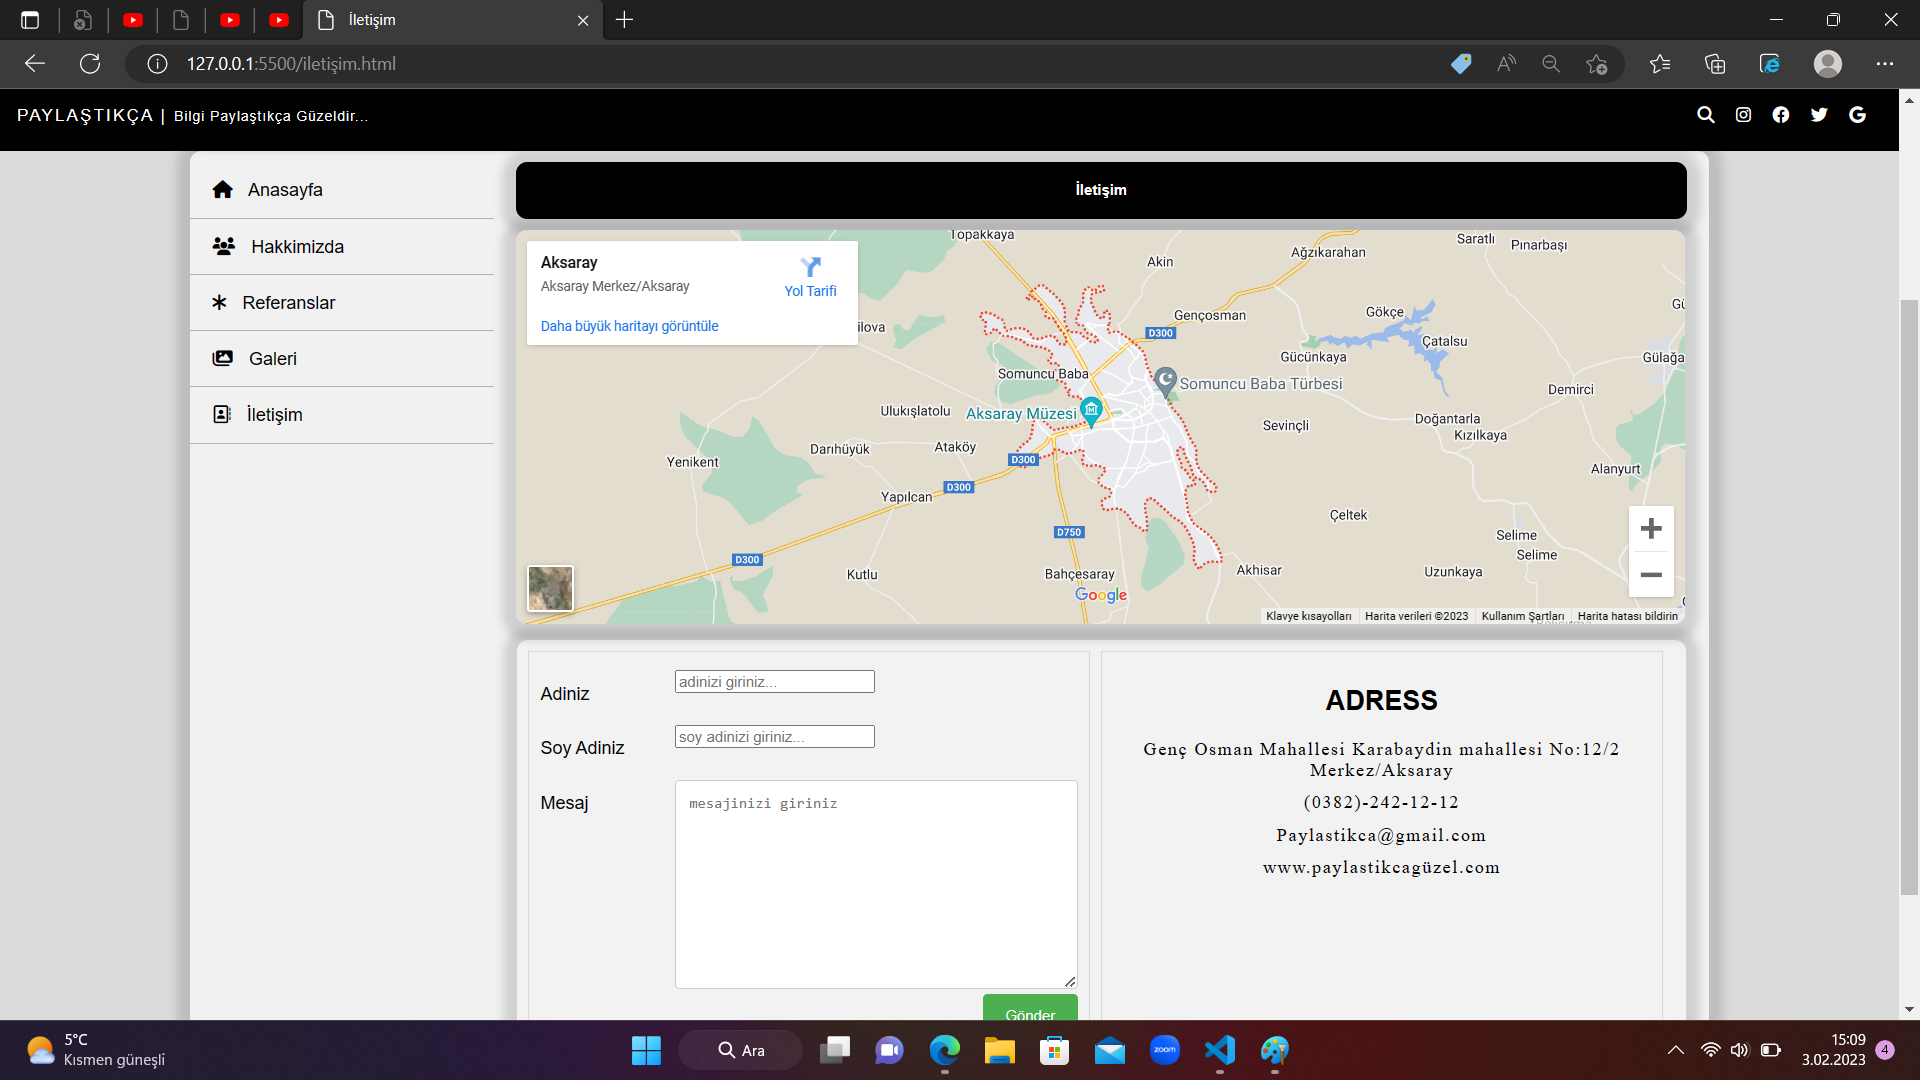 İletişim
127.0.0.1:5500/iletişim.html
PAYLAŞTIKÇA | Bilgi Paylaştıkça Güzeldir...
Anasayfa
Hakkimizda
Referanslar
Galeri
İletişim
İletişim
Aksaray
Aksaray Merkez/Aksaray
Yol Tarifi
Daha büyük haritayı görüntüle
Topakkaya
Akin
Ağzıkarahan
Saratlı
Pınarbaşı
ilova
Gençosman
Gökçe
Gü
D300
Çatalsu
Gücünkaya
Gülağa
Somuncu Baba
Somuncu Baba Türbesi
Demirci
Ulukışlatolu
Aksaray Müzesi
Doğantarla
Sevinçli
Kızılkaya
Darıhüyük
Ataköy
Yenikent
D300
Alanyurt
D300
Yapılcan
Çeltek
D750
Selime
Selime
D300
Kutlu
Bahçesaray
Akhisar
Uzunkaya
Google
Klavye kısayolları
Harita verileri ©2023
Kullanım Şartları
Harita hatası bildirin
Adiniz
adinizi giriniz...
Soy Adiniz
soy adinizi giriniz...
Mesaj
mesajinizi giriniz
Gönder
ADRESS
Genç Osman Mahallesi Karabaydin mahallesi No:12/2
Merkez/Aksaray
(0382)-242-12-12
Paylastikca@gmail.com
www.paylastikcagüzel.com
5°C
Kısmen güneşli
Ara
zoom
15:09
3.02.2023
4